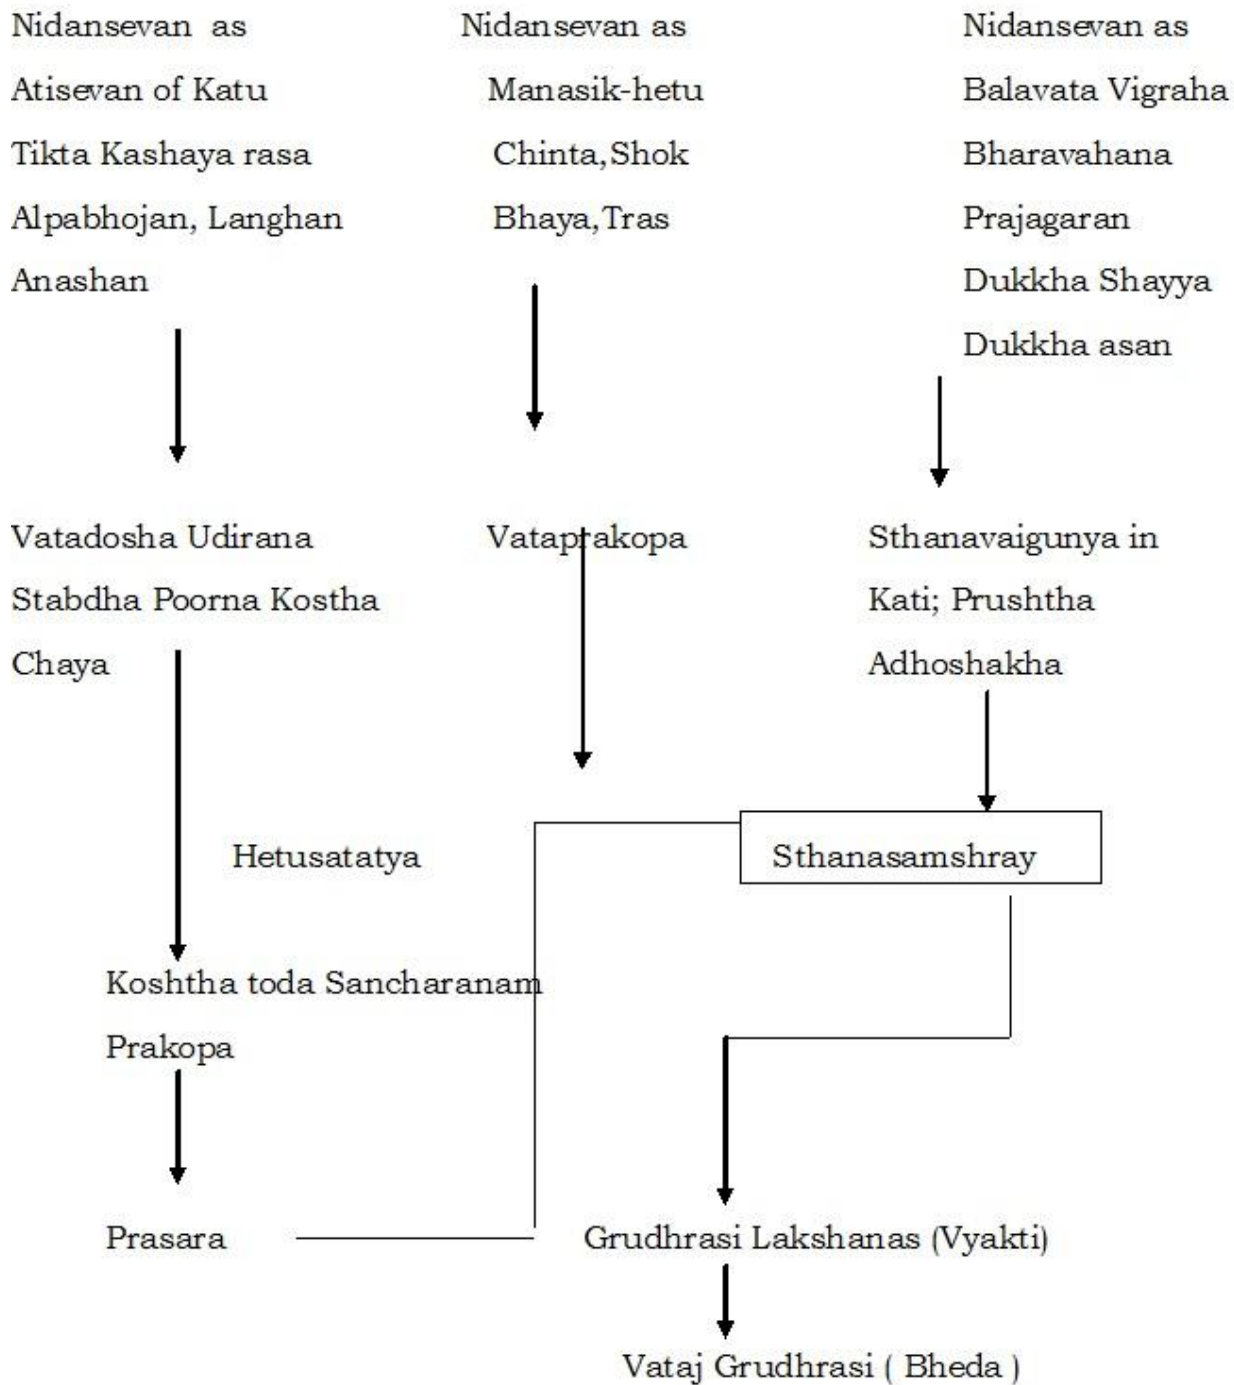 Nidansevan as
Atisevan of Katu
Tikta Kashaya rasa
Alpabhojan, Langhan
Anashan
Nidansevan as
Manasik-hetu
Chinta,Shok
Bhaya,Tras
Nidansevan as
Balavata Vigraha
Bharavahana
Prajagaran
Dukkha Shayya
Dukkha asan
Vatadosha Udirana
Stabdha Poorna Kostha
Chaya
Vataprakopa
Sthanavaigunya in
Kati; Prushtha
Adhoshakha
Hetusatatya
Sthanasamshray
Koshtha toda Sancharanam
Prakopa
Prasara
Grudhrasi Lakshanas (Vyakti)
Vataj Grudhrasi ( Bheda )